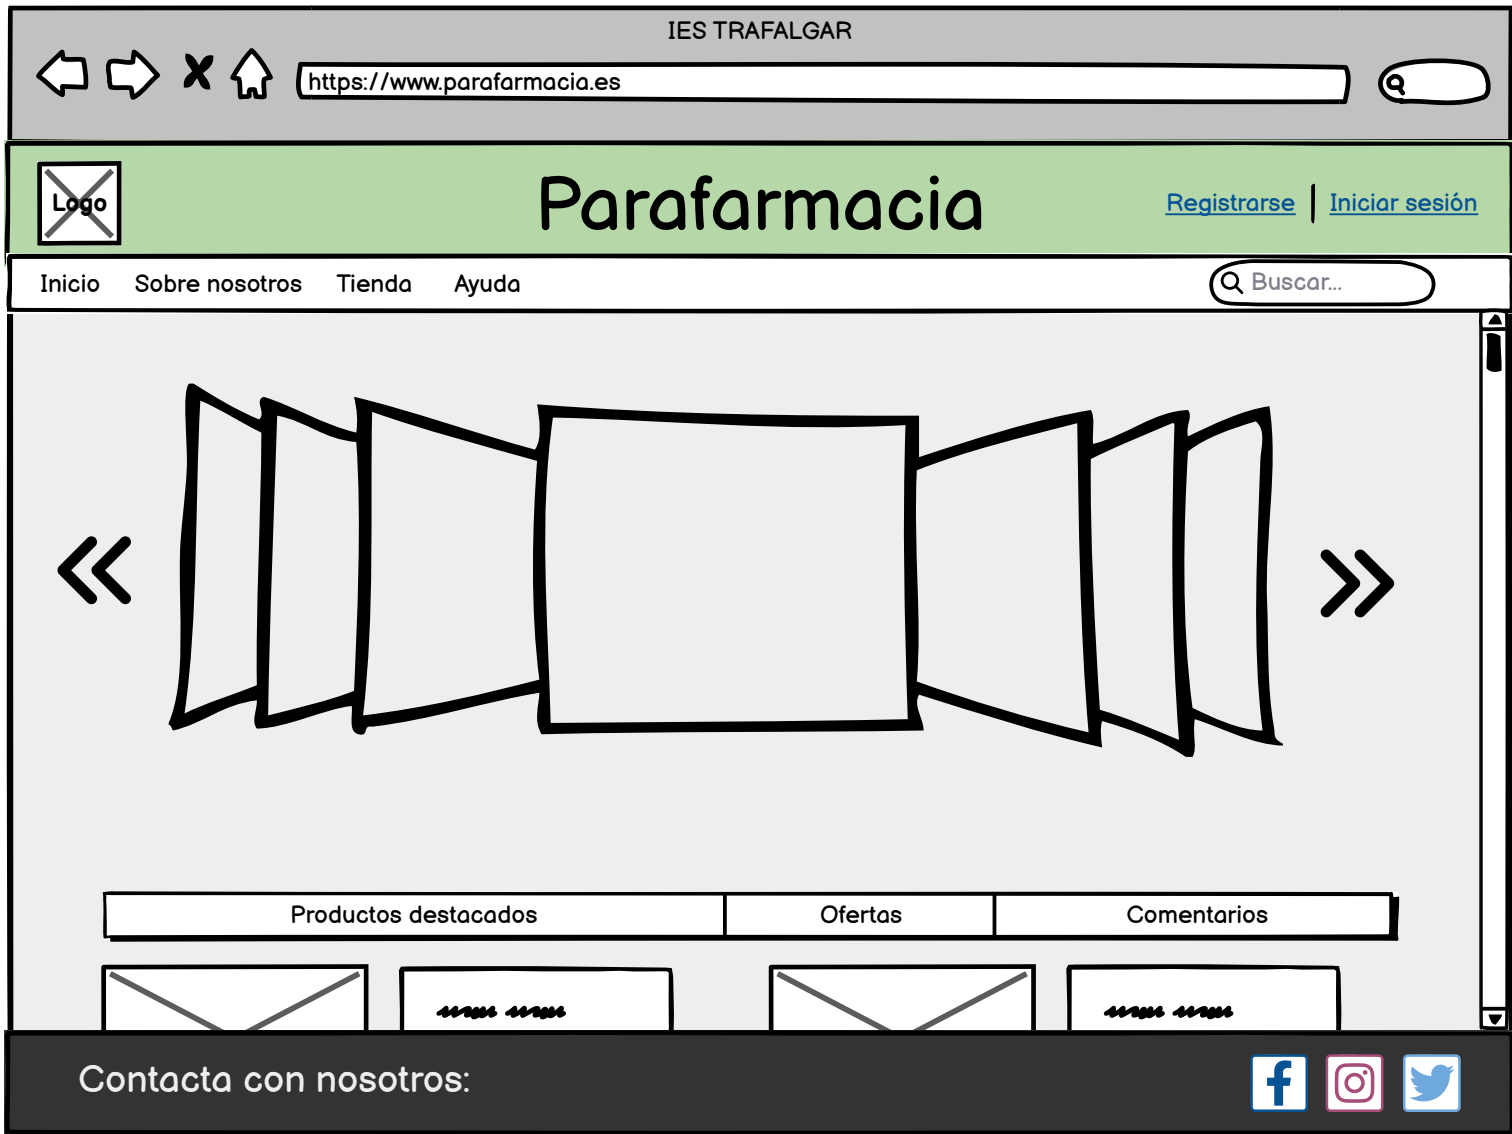 IES TRAFALGAR
https://www.parafarmacia.es
Logo
Parafarmacia
Registrarse | Iniciar sesión
Inicio Sobre nosotros Tienda Ayuda
Buscar...
Productos destacados Ofertas Comentarios
Contacta con nosotros: